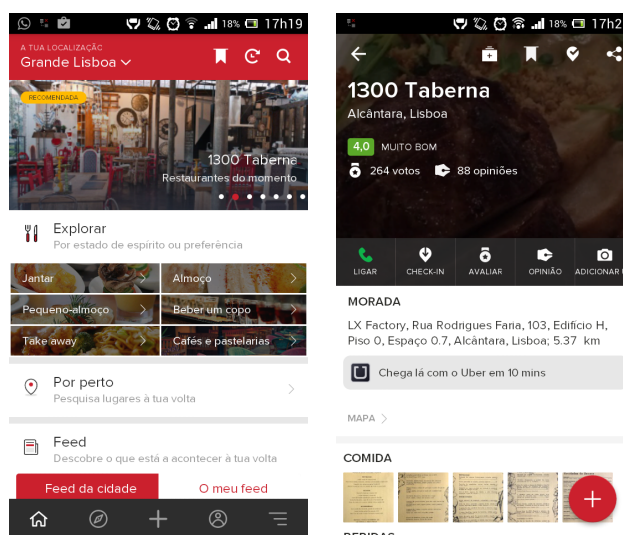 18% 17h19
A TUA LOCALIZAÇÃO
Grande Lisboa
RECOMENDADA
1300 Taberna
Restaurantes do momento
Explorar
Por estado de espírito ou preferência
Jantar
Almoço
Pequeno-almoço
Beber um copo
Take away
Cafés e pastelarias
Por perto
Pesquisa lugares à tua volta
Feed
Descobre o que está a acontecer à tua volta
Feed da cidade
O meu feed
18% 17h2
1300 Taberna
Alcântara, Lisboa
4,0 MUITO BOM
264 votos 88 opiniões
LIGAR CHECK-IN AVALIAR OPINIÃO ADICIONAR
MORADA
LX Factory, Rua Rodrigues Faria, 103, Edifício H,
Piso 0, Espaço 0.7, Alcântara, Lisboa; 5.37 km
Chega lá com o Uber em 10 mins
MAPA
COMIDA
BEBIDAS